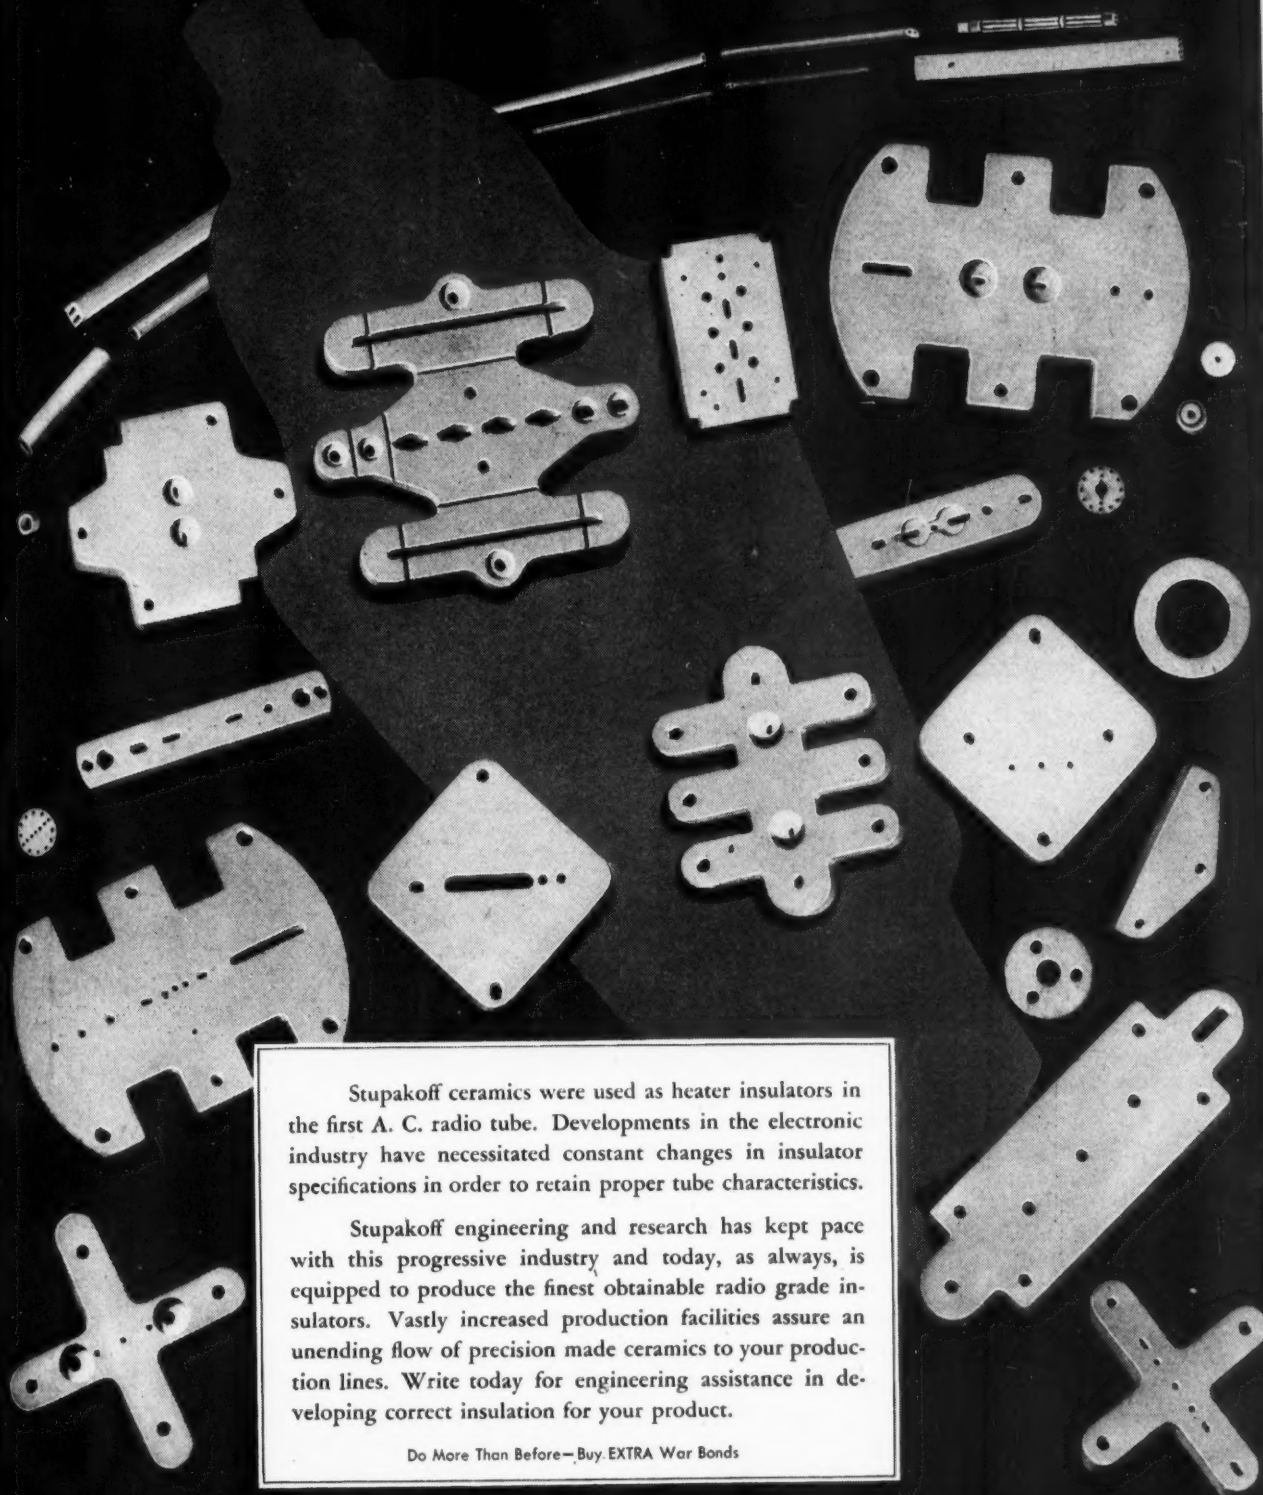 Stupakoff ceramics were used as heater insulators in
the first A. C. radio tube. Developments in the electronic
industry have necessitated constant changes in insulator
specifications in order to retain proper tube characteristics.
Stupakoff engineering and research has kept pace
with this progressive industry and today, as always, is
equipped to produce the finest obtainable radio grade in-
sulators. Vastly increased production facilities assure an
unending flow of precision made ceramics to your produc-
tion lines. Write today for engineering assistance in de-
veloping correct insulation for your product.
Do More Than Before—Buy EXTRA War Bonds